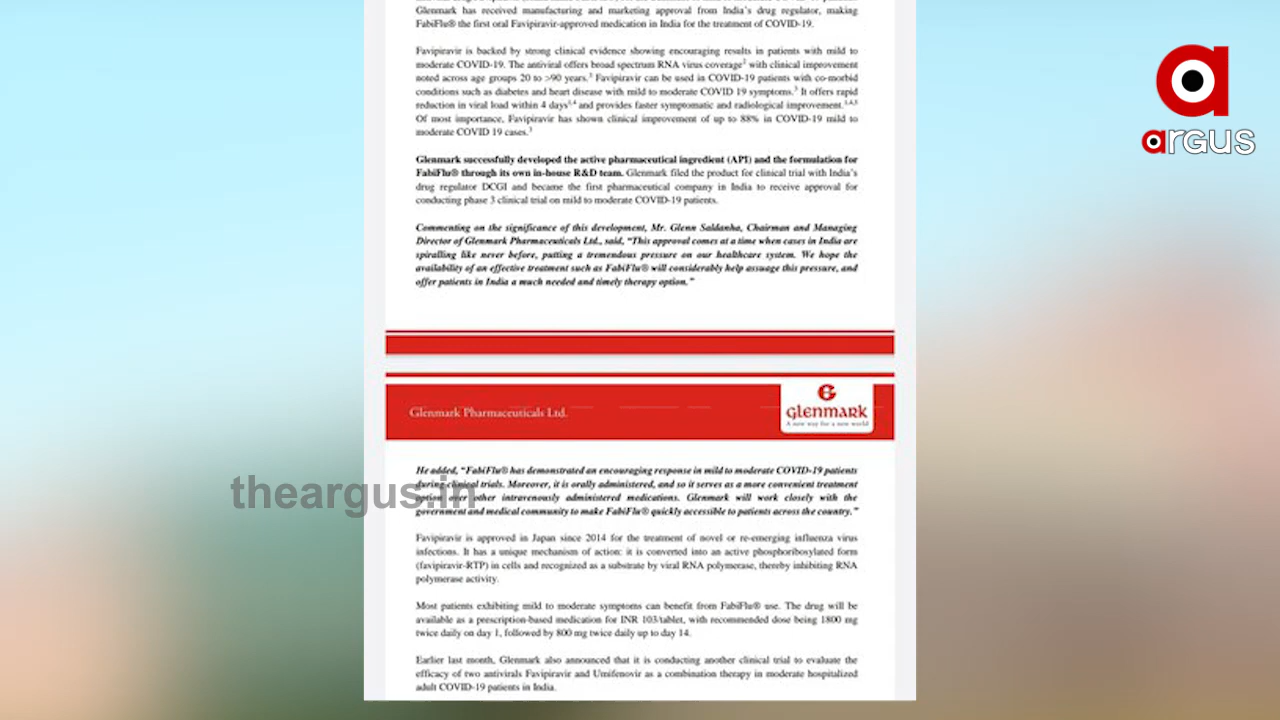 Glenmark has received manufacturing and marketing approval from India's drug regulator, making
FabiFlu® the first oral Favipiravir-approved medication in India for the treatment of COVID-19.
Favipiravir is backed by strong clinical evidence showing encouraging results in patients with mild to
moderate COVID-19. The antiviral offers broad spectrum RNA virus coverage² with clinical improvement
noted across age groups 20 to >90 years.³ Favipiravir can be used in COVID-19 patients with co-morbid
conditions such as diabetes and heart disease with mild to moderate COVID 19 symptoms.³ It offers rapid
reduction in viral load within 4 days¹,⁴ and provides faster symptomatic and radiological improvement.¹,⁴,⁵
Of most importance, Favipiravir has shown clinical improvement of up to 88% in COVID-19 mild to
moderate COVID 19 cases.³
Glenmark successfully developed the active pharmaceutical ingredient (API) and the formulation for
FabiFlu® through its own in-house R&D team. Glenmark filed the product for clinical trial with India's
drug regulator DCGI and became the first pharmaceutical company in India to receive approval for
conducting phase 3 clinical trial on mild to moderate COVID-19 patients.
Commenting on the significance of this development, Mr. Glenn Saldanha, Chairman and Managing
Director of Glenmark Pharmaceuticals Ltd., said, "This approval comes at a time when cases in India are
spiralling like never before, putting a tremendous pressure on our healthcare system. We hope the
availability of an effective treatment such as FabiFlu® will considerably help assuage this pressure, and
offer patients in India a much needed and timely therapy option."
argus
Glenmark Pharmaceuticals Ltd.
glenmark
A new way for a new world
He added, "FabiFlu® has demonstrated an encouraging response in mild to moderate COVID-19 patients
during clinical trials. Moreover, it is orally administered, and so it serves as a more convenient treatment
option over other intravenously administered medications. Glenmark will work closely with the
government and medical community to make FabiFlu® quickly accessible to patients across the country."
theargus.in
Favipiravir is approved in Japan since 2014 for the treatment of novel or re-emerging influenza virus
infections. It has a unique mechanism of action: it is converted into an active phosphoribosylated form
(favipiravir-RTP) in cells and recognized as a substrate by viral RNA polymerase, thereby inhibiting RNA
polymerase activity.
Most patients exhibiting mild to moderate symptoms can benefit from FabiFlu® use. The drug will be
available as a prescription-based medication for INR 103/tablet, with recommended dose being 1800 mg
twice daily on day 1, followed by 800 mg twice daily up to day 14.
Earlier last month, Glenmark also announced that it is conducting another clinical trial to evaluate the
efficacy of two antivirals Favipiravir and Umifenovir as a combination therapy in moderate hospitalized
adult COVID-19 patients in India.